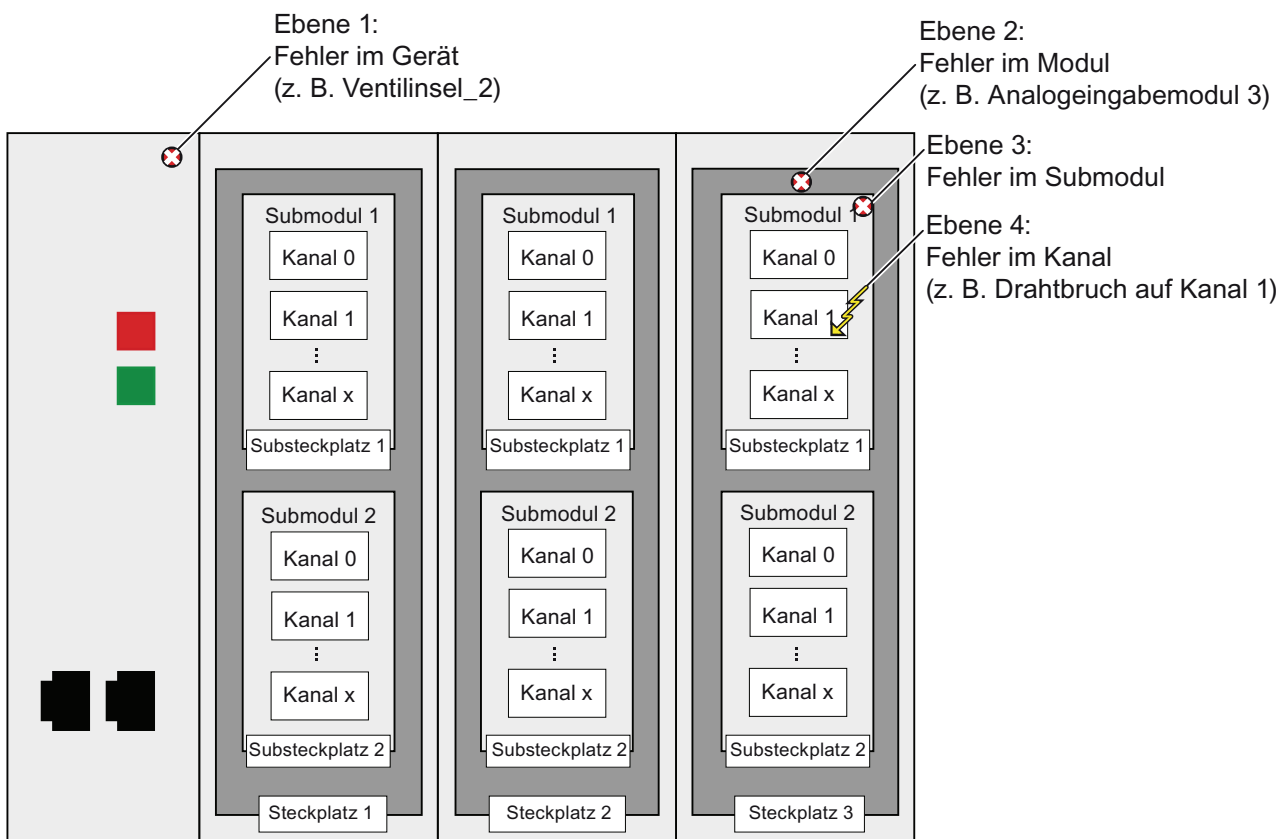 Ebene 1:
Fehler im Gerät
(z. B. Ventilinsel_2)
Ebene 2:
Fehler im Modul
(z. B. Analogeingabemodul 3)
Ebene 3:
Fehler im Submodul
Ebene 4:
Fehler im Kanal
(z. B. Drahtbruch auf Kanal 1)
Submodul 1
Kanal 0
Kanal 1
Kanal x
Substeckplatz 1
Submodul 2
Kanal 0
Kanal 1
Kanal x
Substeckplatz 2
Steckplatz 1
Submodul 1
Kanal 0
Kanal 1
Kanal x
Substeckplatz 1
Submodul 2
Kanal 0
Kanal 1
Kanal x
Substeckplatz 2
Steckplatz 2
Submodul 1
Kanal 0
Kanal 1
Kanal x
Substeckplatz 1
Submodul 2
Kanal 0
Kanal 1
Kanal x
Substeckplatz 2
Steckplatz 3